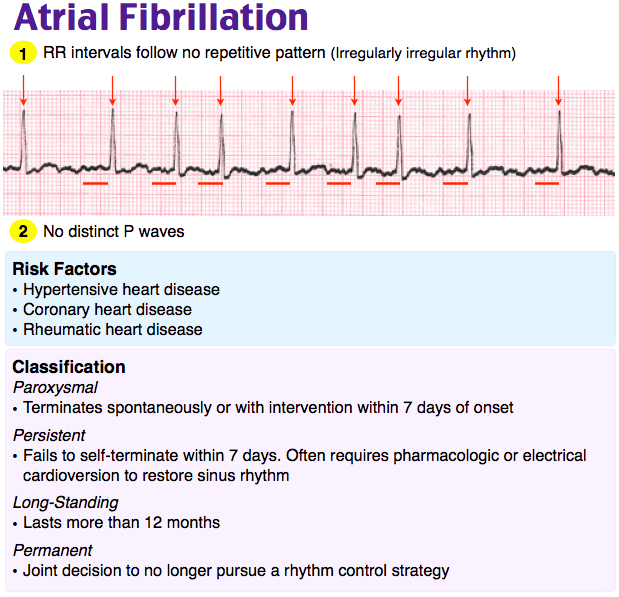 Atrial Fibrillation
1 RR intervals follow no repetitive pattern (Irregularly irregular rhythm)
2 No distinct P waves
Risk Factors
• Hypertensive heart disease
• Coronary heart disease
• Rheumatic heart disease
Classification
Paroxysmal
• Terminates spontaneously or with intervention within 7 days of onset
Persistent
• Fails to self-terminate within 7 days. Often requires pharmacologic or electrical
cardioversion to restore sinus rhythm
Long-Standing
• Lasts more than 12 months
Permanent
• Joint decision to no longer pursue a rhythm control strategy